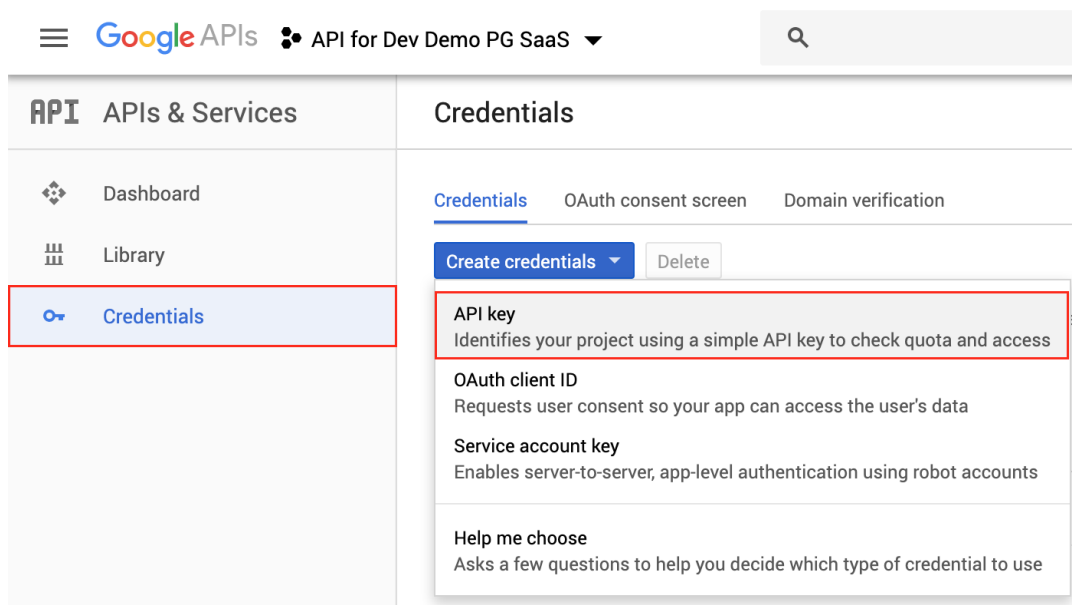 Google APIs API for Dev Demo PG SaaS
API APIs & Services
Credentials
Dashboard
Library
Credentials
Credentials OAuth consent screen Domain verification
Create credentials Delete
API key
Identifies your project using a simple API key to check quota and access
OAuth client ID
Requests user consent so your app can access the user's data
Service account key
Enables server-to-server, app-level authentication using robot accounts
Help me choose
Asks a few questions to help you decide which type of credential to use